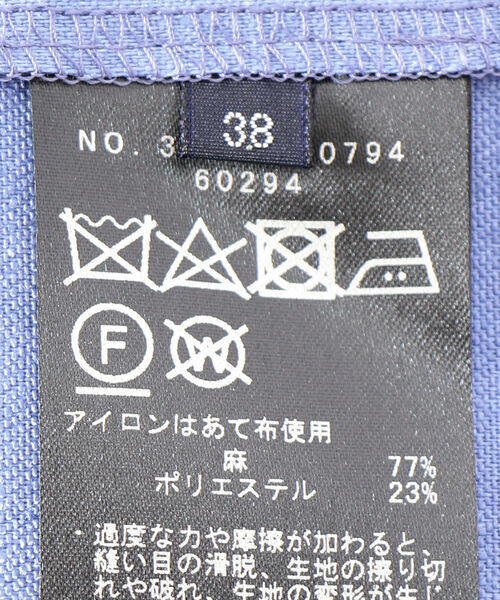 38
NO. 3 0794
60294
F
W
アイロンはあて布使用
麻 77%
ポリエステル 23%
・過度な力や摩擦が加わると、
縫い目の滑脱、生地の擦り切
れや破れ、生地の変形が生じ